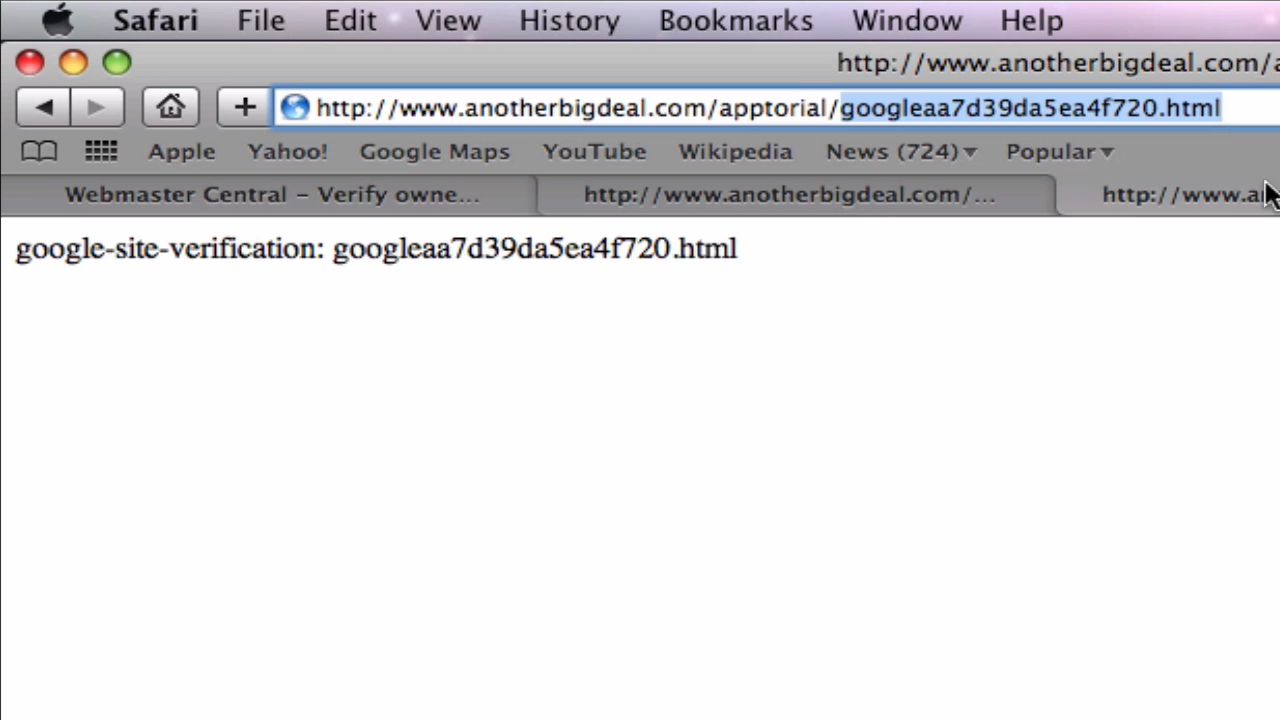 Safari File Edit View History Bookmarks Window Help
http://www.anotherbigdeal.com/a
http://www.anotherbigdeal.com/apptorial/googleaa7d39da5ea4f720.html
Apple Yahoo! Google Maps YouTube Wikipedia News (724) Popular
Webmaster Central – Verify owne... http://www.anotherbigdeal.com/... http://www.a
google-site-verification: googleaa7d39da5ea4f720.html